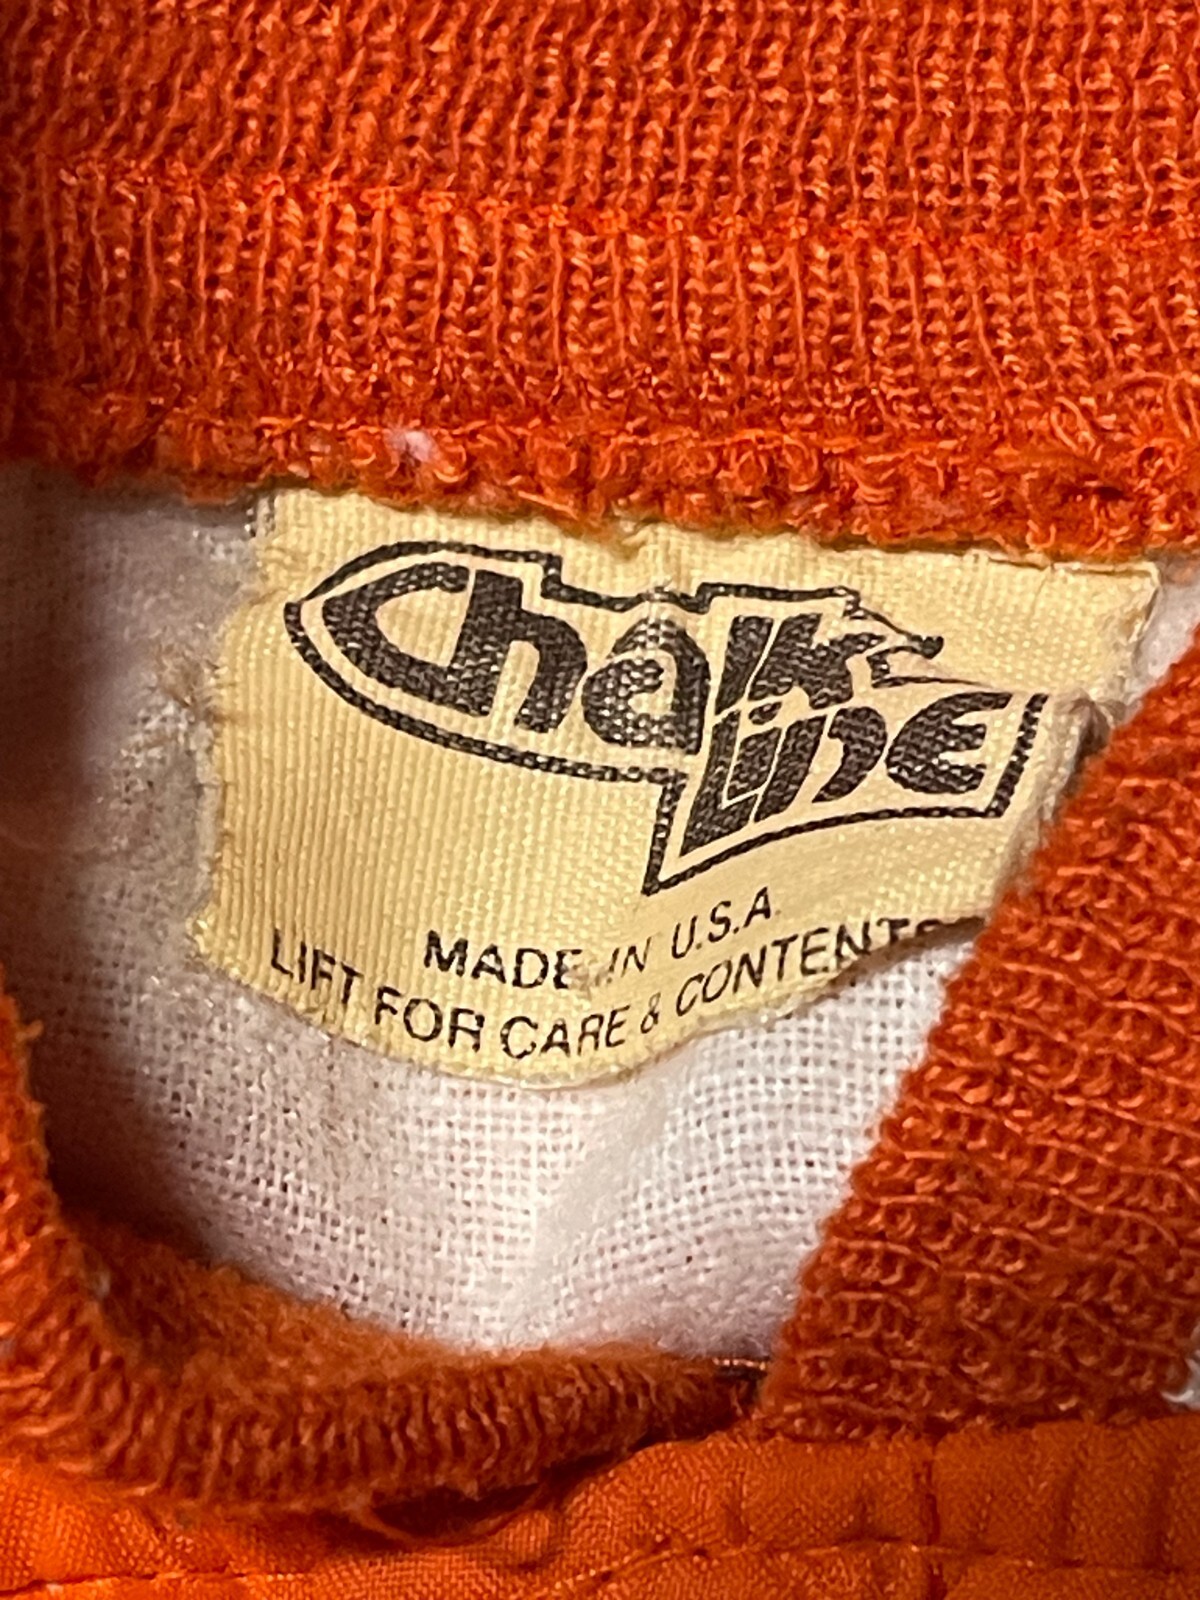 Chalk
Line
MADE IN U.S.A.
LIFT FOR CARE & CONTENTS